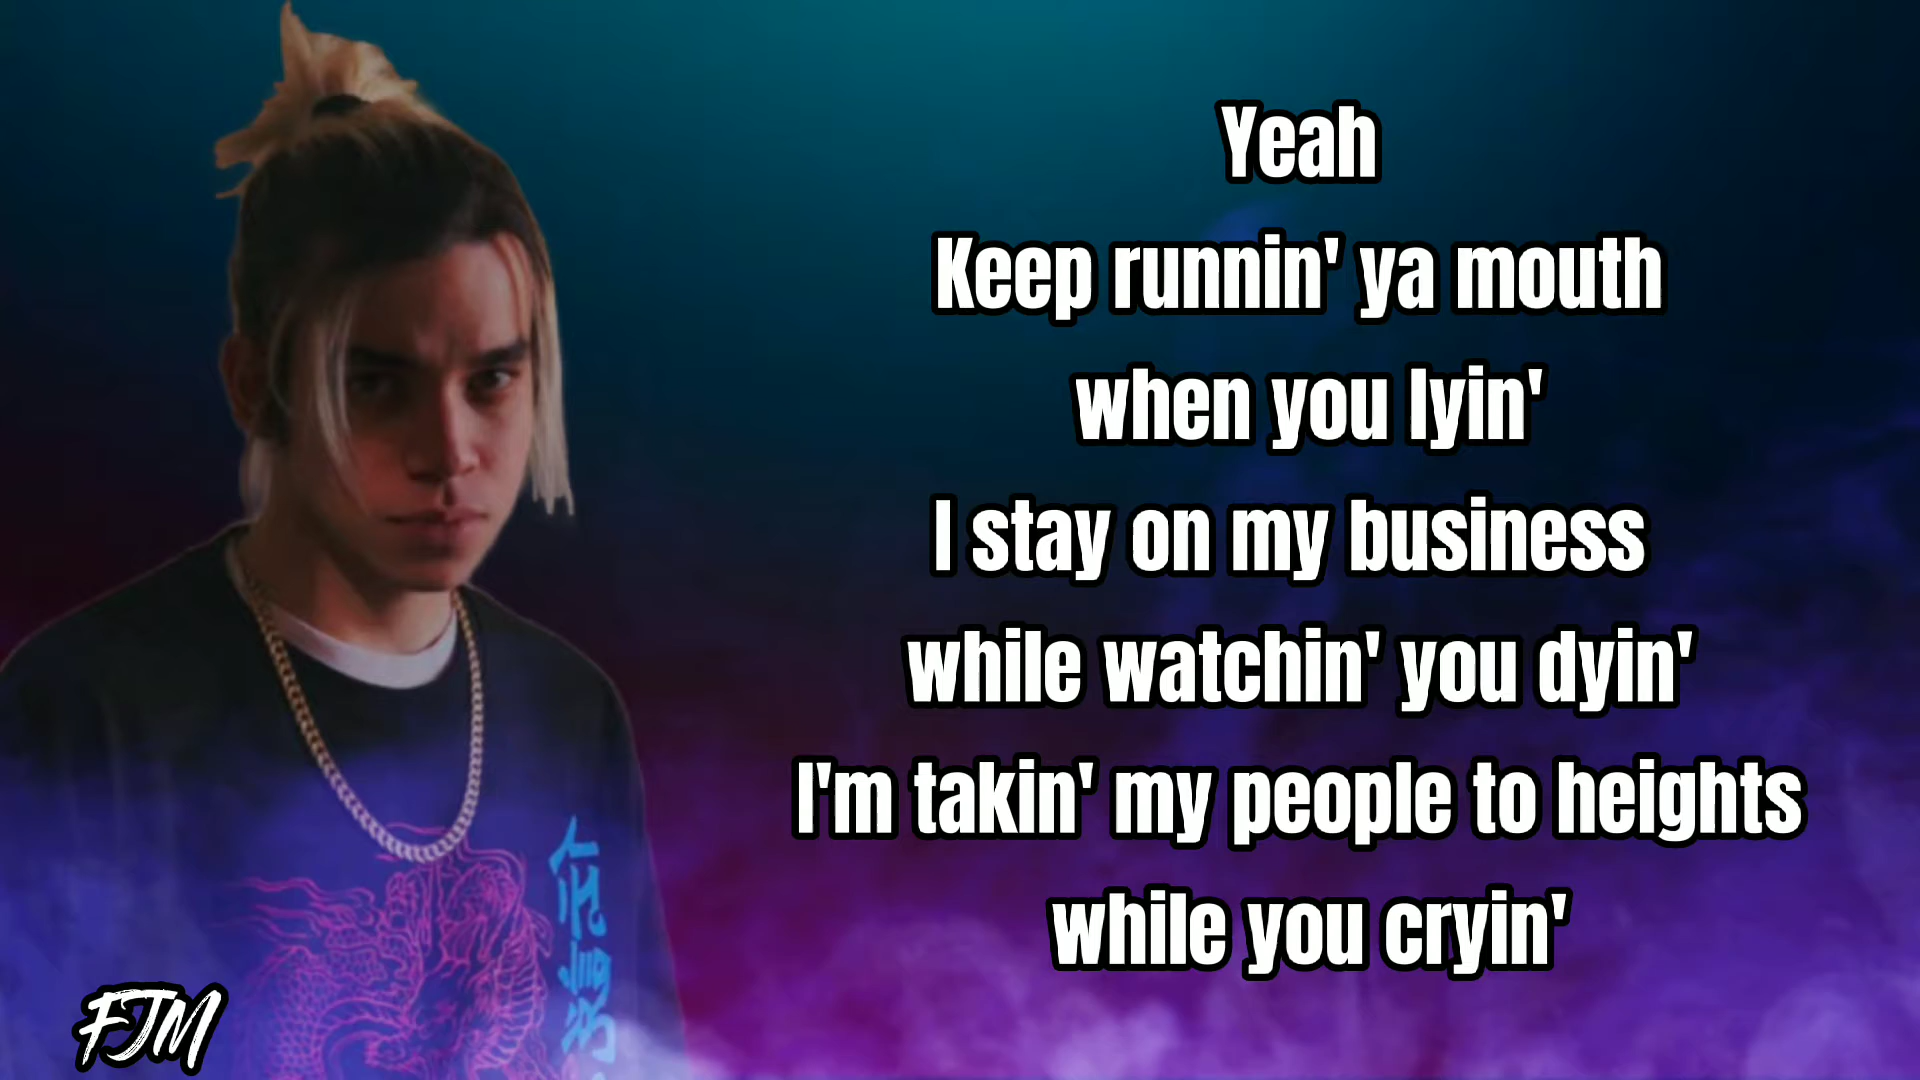 Yeah
Keep runnin' ya mouth
when you lyin'
I stay on my business
while watchin' you dyin'
I'm takin' my people to heights
while you cryin'
FJM